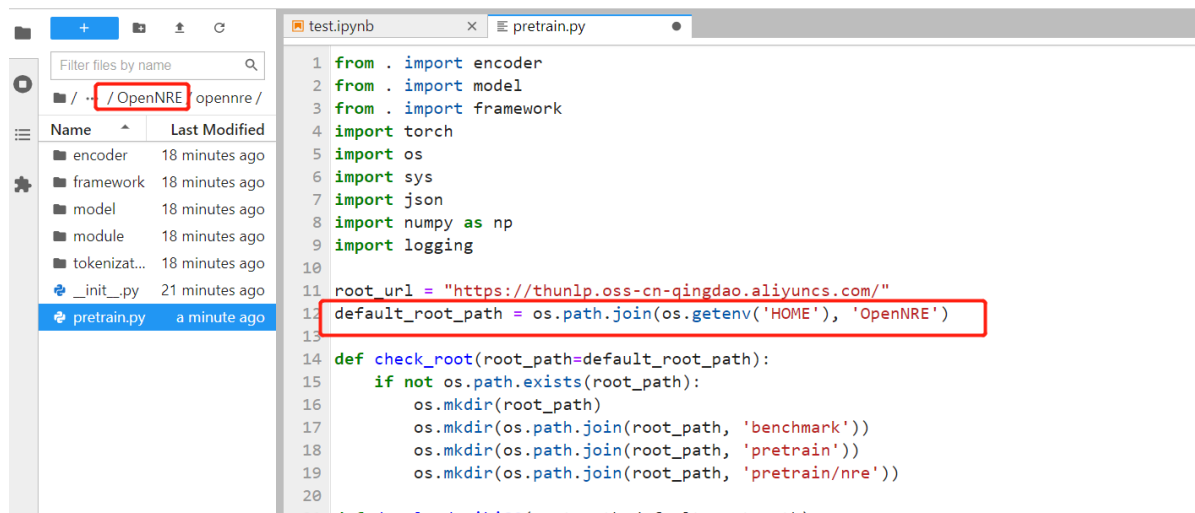 test.ipynb
pretrain.py
Filter files by name
/ ··· / OpenNRE / opennre /
Name
Last Modified
encoder 18 minutes ago
framework 18 minutes ago
model 18 minutes ago
module 18 minutes ago
tokenizat... 18 minutes ago
__init__.py 21 minutes ago
pretrain.py a minute ago
1 from . import encoder
2 from . import model
3 from . import framework
4 import torch
5 import os
6 import sys
7 import json
8 import numpy as np
9 import logging
10
11 root_url = "https://thunlp.oss-cn-qingdao.aliyuncs.com/"
12 default_root_path = os.path.join(os.getenv('HOME'), 'OpenNRE')
13
14 def check_root(root_path=default_root_path):
15     if not os.path.exists(root_path):
16         os.mkdir(root_path)
17         os.mkdir(os.path.join(root_path, 'benchmark'))
18         os.mkdir(os.path.join(root_path, 'pretrain'))
19         os.mkdir(os.path.join(root_path, 'pretrain/nre'))
20